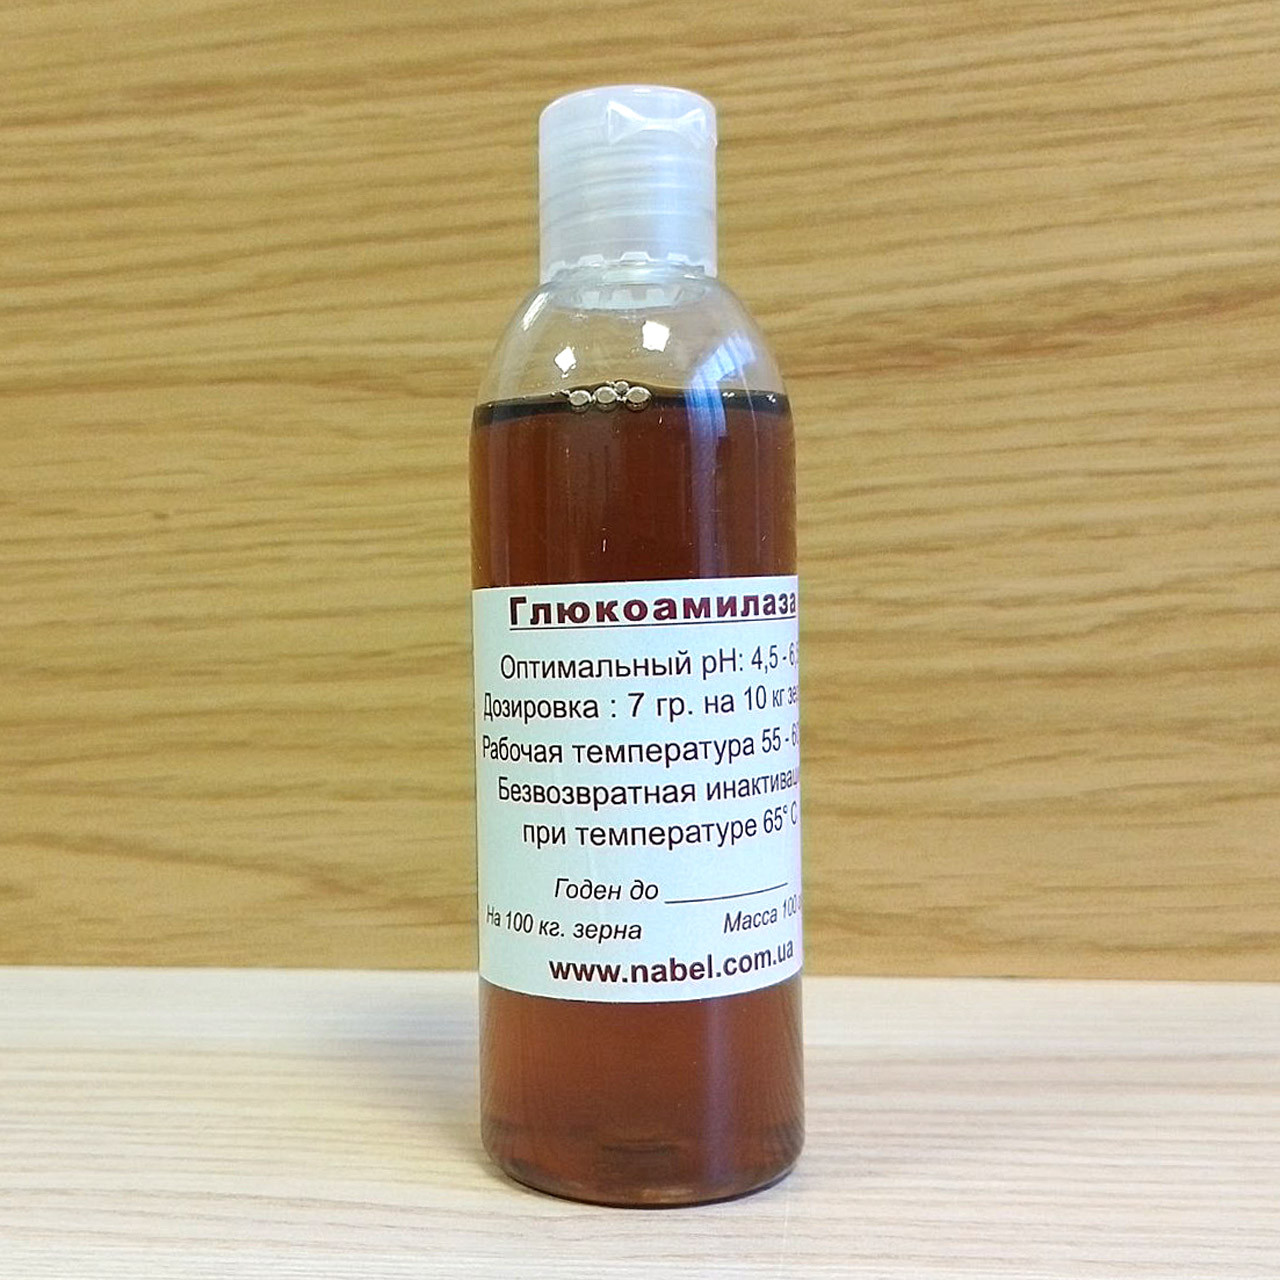 Глюкоамилаза
Оптимальный pH: 4,5 - 6,
Дозировка : 7 гр. на 10 кг
Рабочая температура 55 - 6
Безвозвратная
при температуре 65° C
Годен до
На 100 кг. зерна Масса 100
www.nabel.com.ua